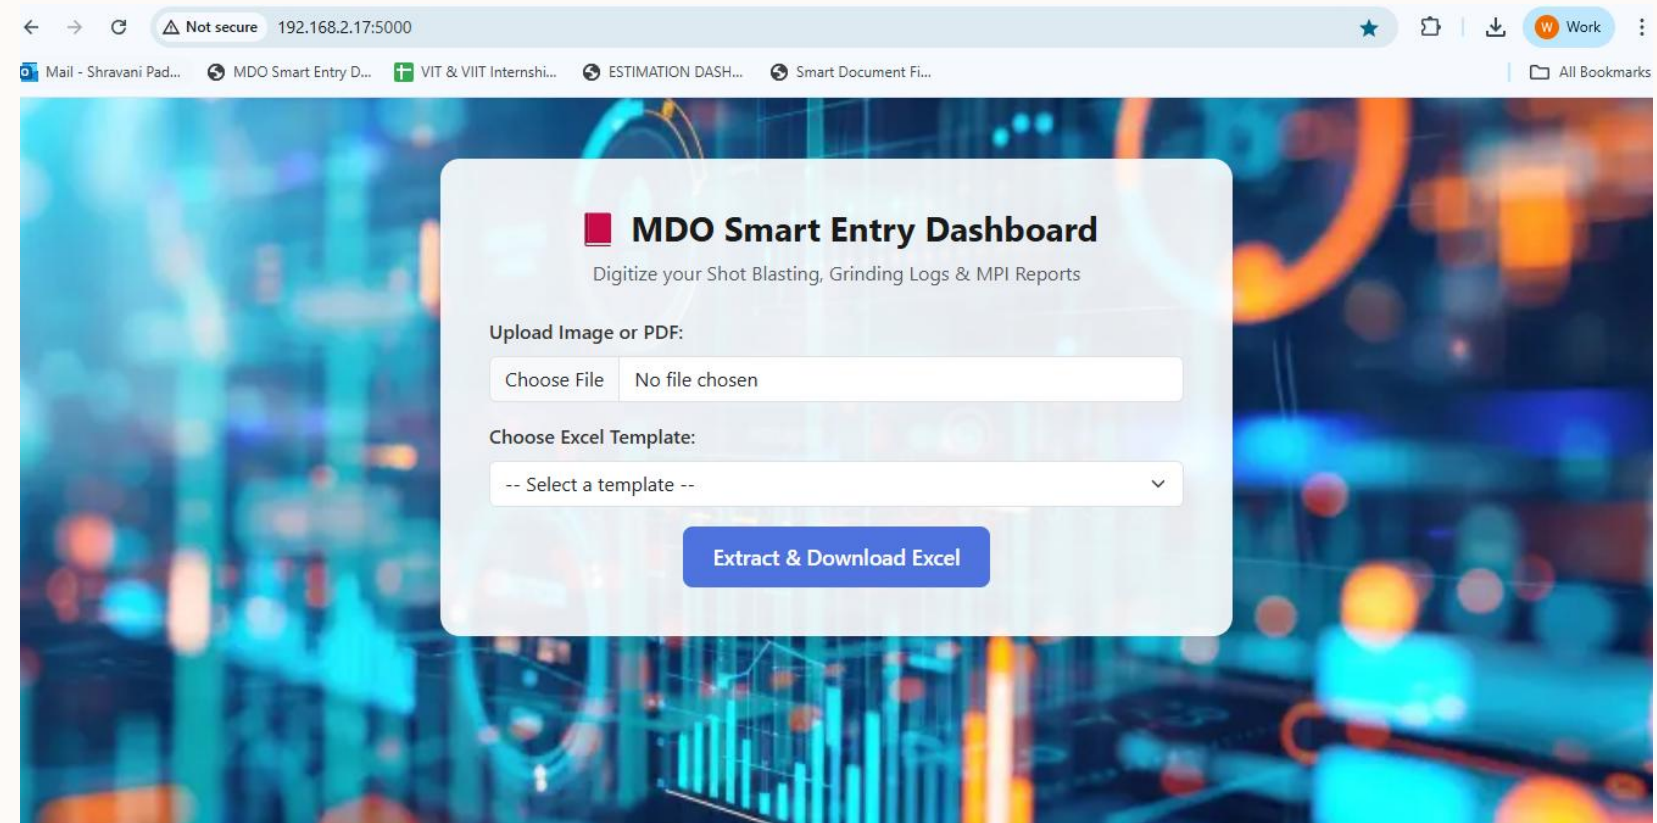 Not secure 192.168.2.17:5000 W Work
Mail - Shravani Pad... MDO Smart Entry D... VIT & VIIT Internshi... ESTIMATION DASH... Smart Document Fi... All Bookmarks
MDO Smart Entry Dashboard
Digitize your Shot Blasting, Grinding Logs & MPI Reports
Upload Image or PDF:
Choose File No file chosen
Choose Excel Template:
-- Select a template --
Extract & Download Excel